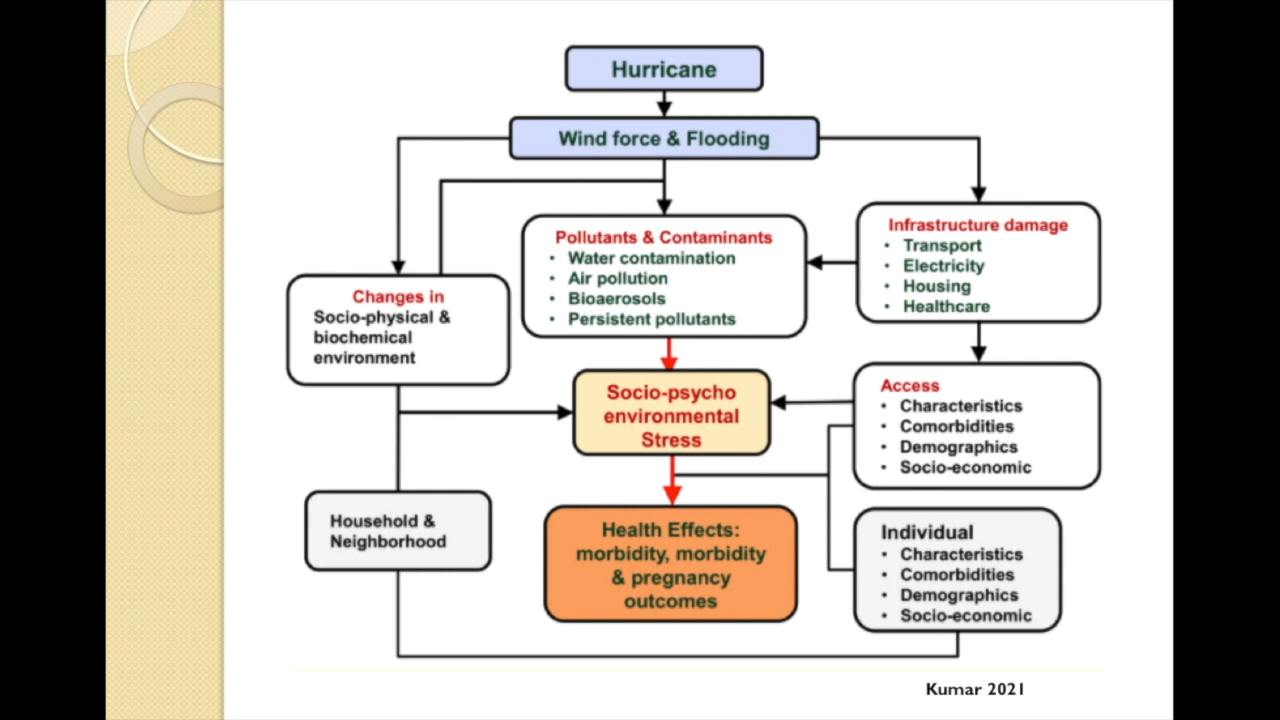 Hurricane
Wind force & Flooding
Pollutants & Contaminants
• Water contamination
• Air pollution
• Bioaerosols
• Persistent pollutants
Infrastructure damage
• Transport
• Electricity
• Housing
• Healthcare
Changes in
Socio-physical &
biochemical
environment
Socio-psycho
environmental
Stress
Access
• Characteristics
• Comorbidities
• Demographics
• Socio-economic
Household &
Neighborhood
Health Effects:
morbidity, morbidity
& pregnancy
outcomes
Individual
• Characteristics
• Comorbidities
• Demographics
• Socio-economic
Kumar 2021